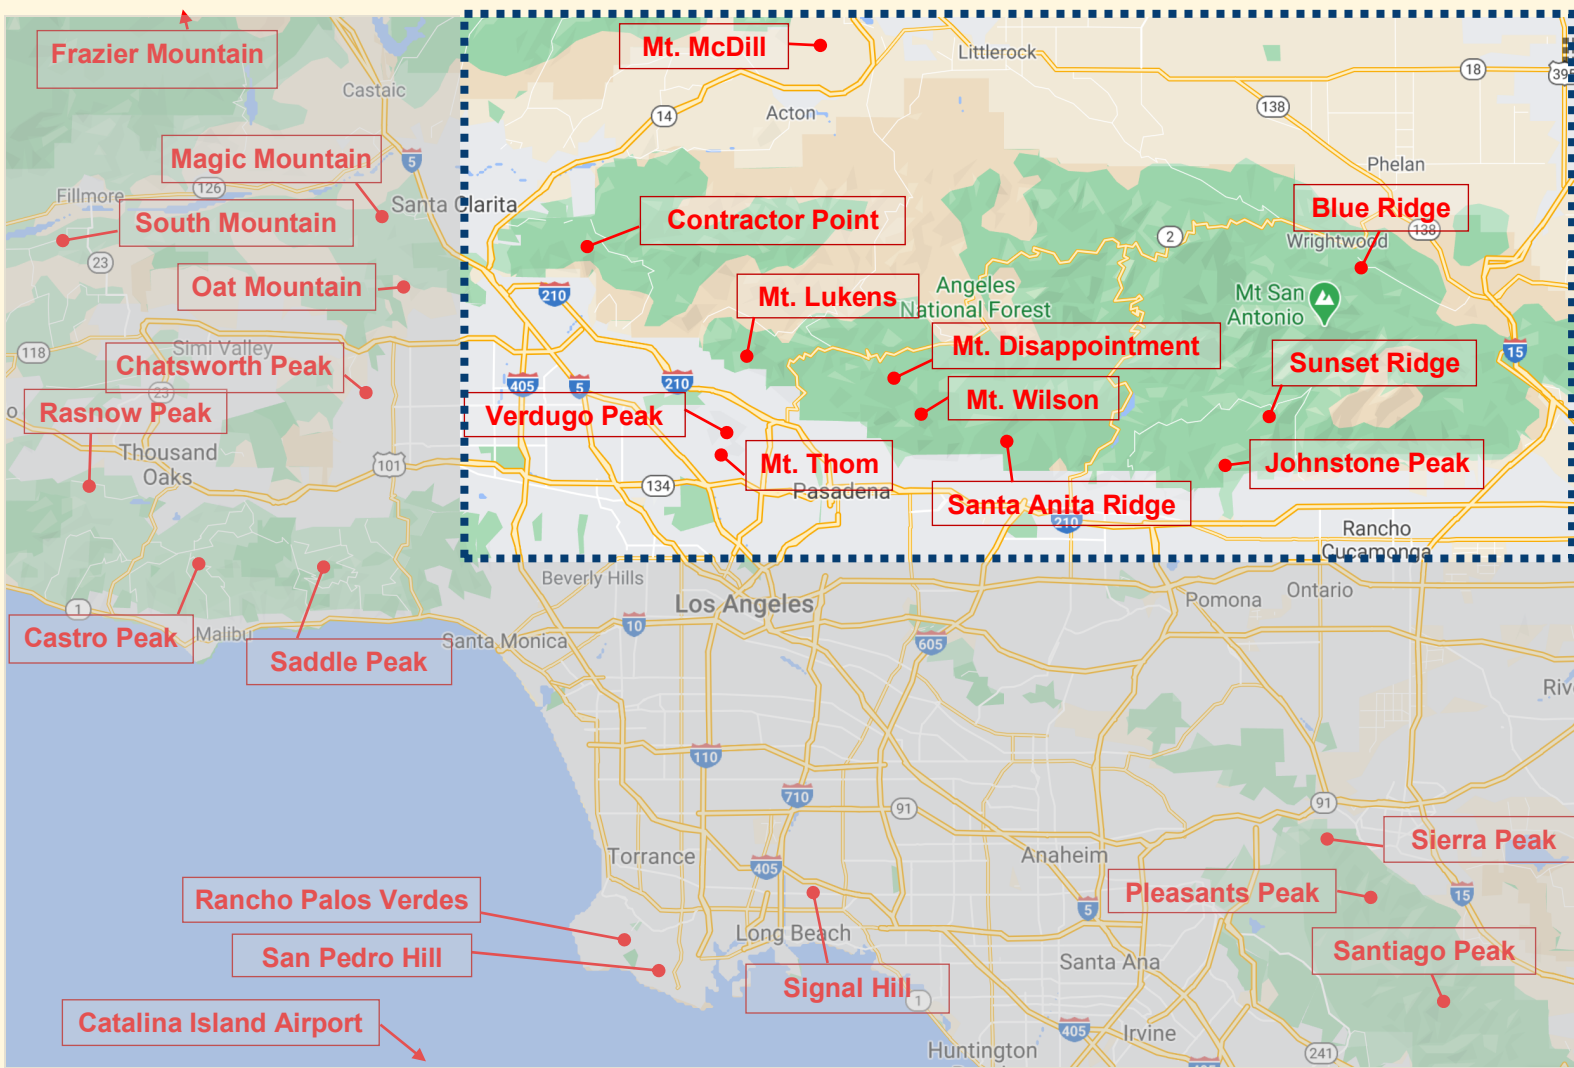 Frazier Mountain
Mt. McDill
Littlerock
18
395
Castaic
138
Acton
14
Magic Mountain
5
Phelan
Fillmore
126
Santa Clarita
Blue Ridge
South Mountain
Contractor Point
138
2
Wrightwood
23
Oat Mountain
210
Mt. Lukens
Angeles
National Forest
Mt San
Antonio
118
Simi Valley
Mt. Disappointment
15
Chatsworth Peak
Sunset Ridge
405
5
210
23
Rasnow Peak
o
Verdugo Peak
Mt. Wilson
Thousand
Oaks
101
Mt. Thom
Johnstone Peak
134
Pasadena
Santa Anita Ridge
210
Rancho
Cucamonga
Beverly Hills
Los Angeles
Pomona
Ontario
1
Castro Peak
Malibu
Santa Monica
10
605
Saddle Peak
Riv
110
710
91
91
Torrance
Anaheim
Sierra Peak
405
Rancho Palos Verdes
Pleasants Peak
15
5
Long Beach
San Pedro Hill
Santa Ana
Santiago Peak
Signal Hill
1
Catalina Island Airport
405
Irvine
Huntington
241
405